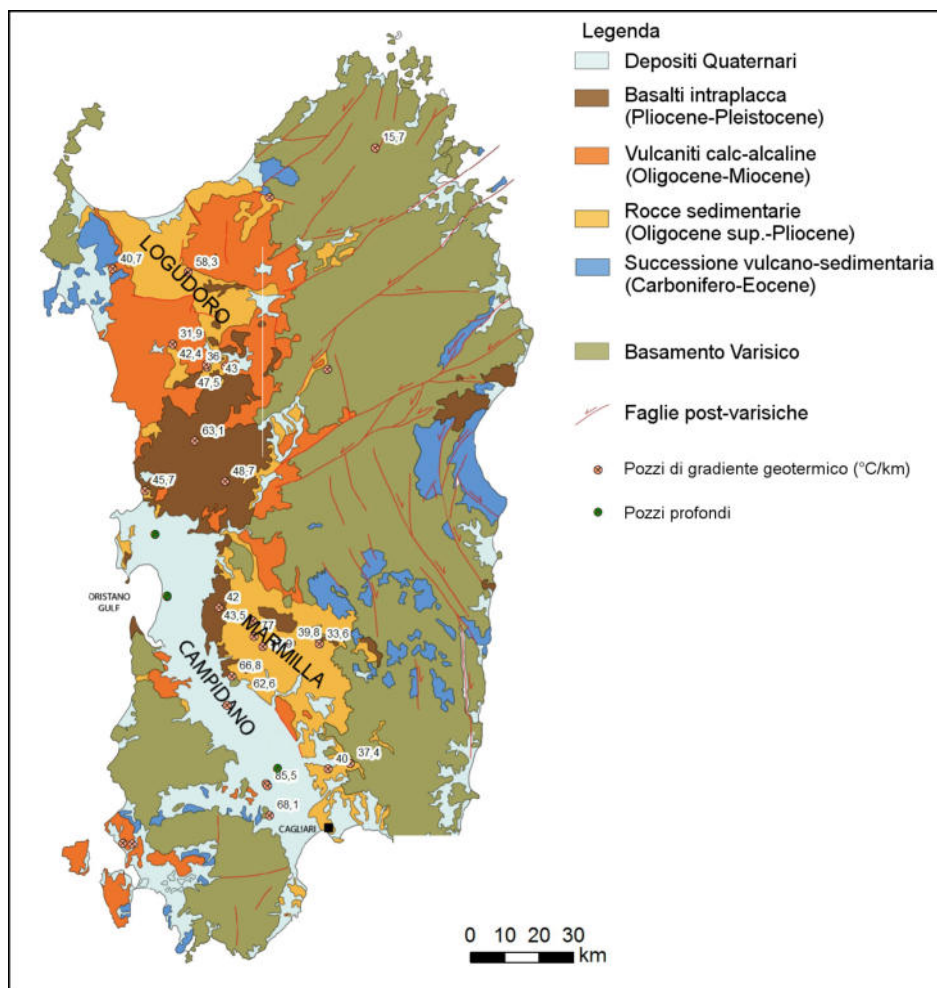 Legenda
Depositi Quaternari
Basalti intraplacca
(Pliocene-Pleistocene)
Vulcaniti calc-alcaline
(Oligocene-Miocene)
Rocce sedimentarie
(Oligocene sup.-Pliocene)
Successione vulcano-sedimentaria
(Carbonifero-Eocene)
Basamento Varisico
Faglie post-varisiche
Pozzi di gradiente geotermico (°C/km)
Pozzi profondi
15,7
LOGUDORO
40,7
58,3
31,9
42,4
36
43
47,5
63,1
45,7
48,7
ORISTANO
GULF
42
43,5
77
39,8
33,6
MARMILLA
CAMPIDANO
66,8
62,6
40
37,4
85,5
68,1
CAGLIARI
0 10 20 30
km